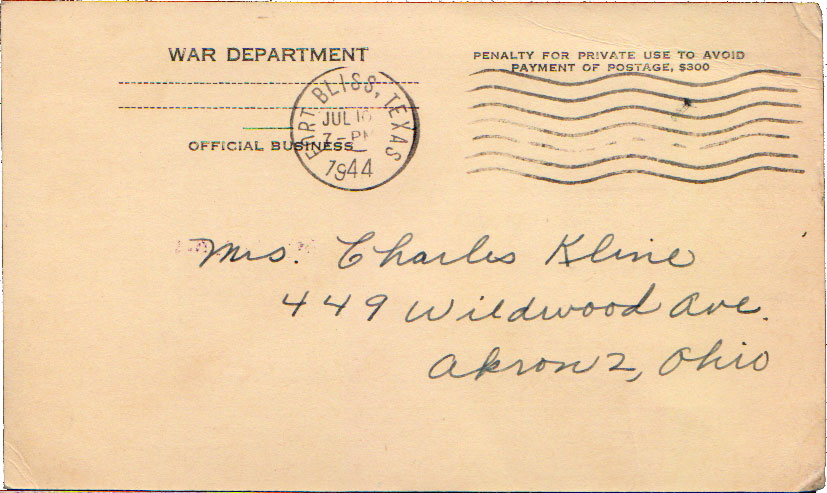 WAR DEPARTMENT
PENALTY FOR PRIVATE USE TO AVOID
PAYMENT OF POSTAGE, $300
OFFICIAL BUSINESS
FORT BLISS, TEXAS
JUL
7-PM
1944
Mrs. Charles Kline
449 Wildwood Ave.
Akron 2, Ohio